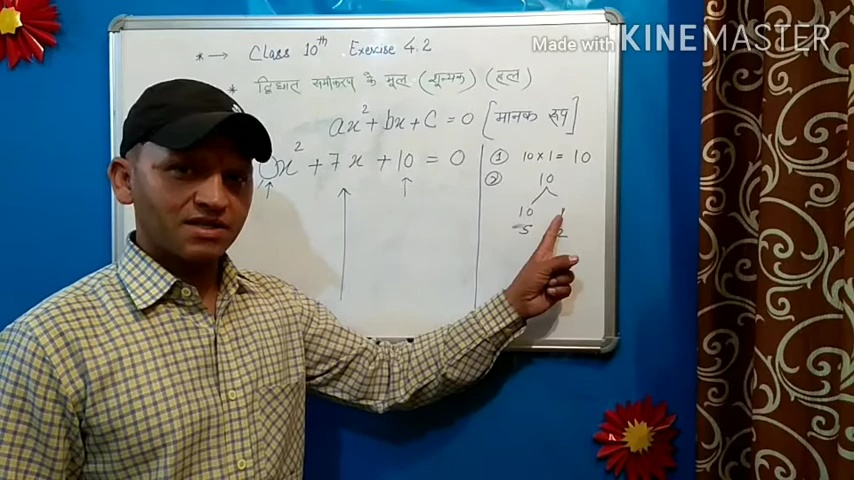 Made with KINEMASTER
*→ Class 10th Exercise 4.2
* द्विघात समीकरण के मूल (शून्यक) (हल)
ax² + bx + C = 0 [मानक रूप]
x² + 7x + 10 = 0
① 10 × 1 = 10
② 10
10 1
5 2